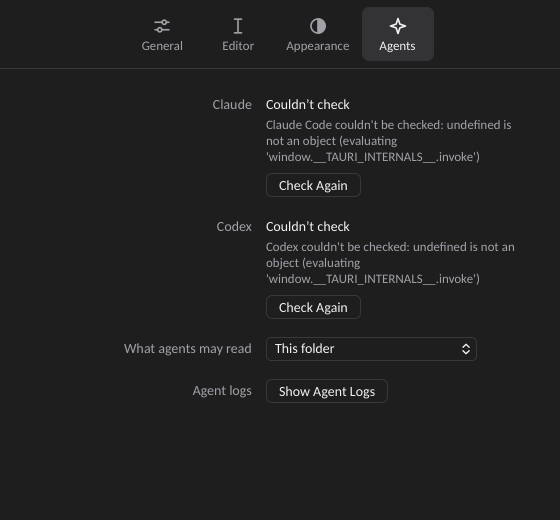 General
Editor
Appearance
Agents
Claude
Couldn't check
Claude Code couldn't be checked: undefined is
not an object (evaluating
'window.__TAURI_INTERNALS__.invoke')
Check Again
Codex
Couldn't check
Codex couldn't be checked: undefined is not an
object (evaluating
'window.__TAURI_INTERNALS__.invoke')
Check Again
What agents may read
This folder
Agent logs
Show Agent Logs